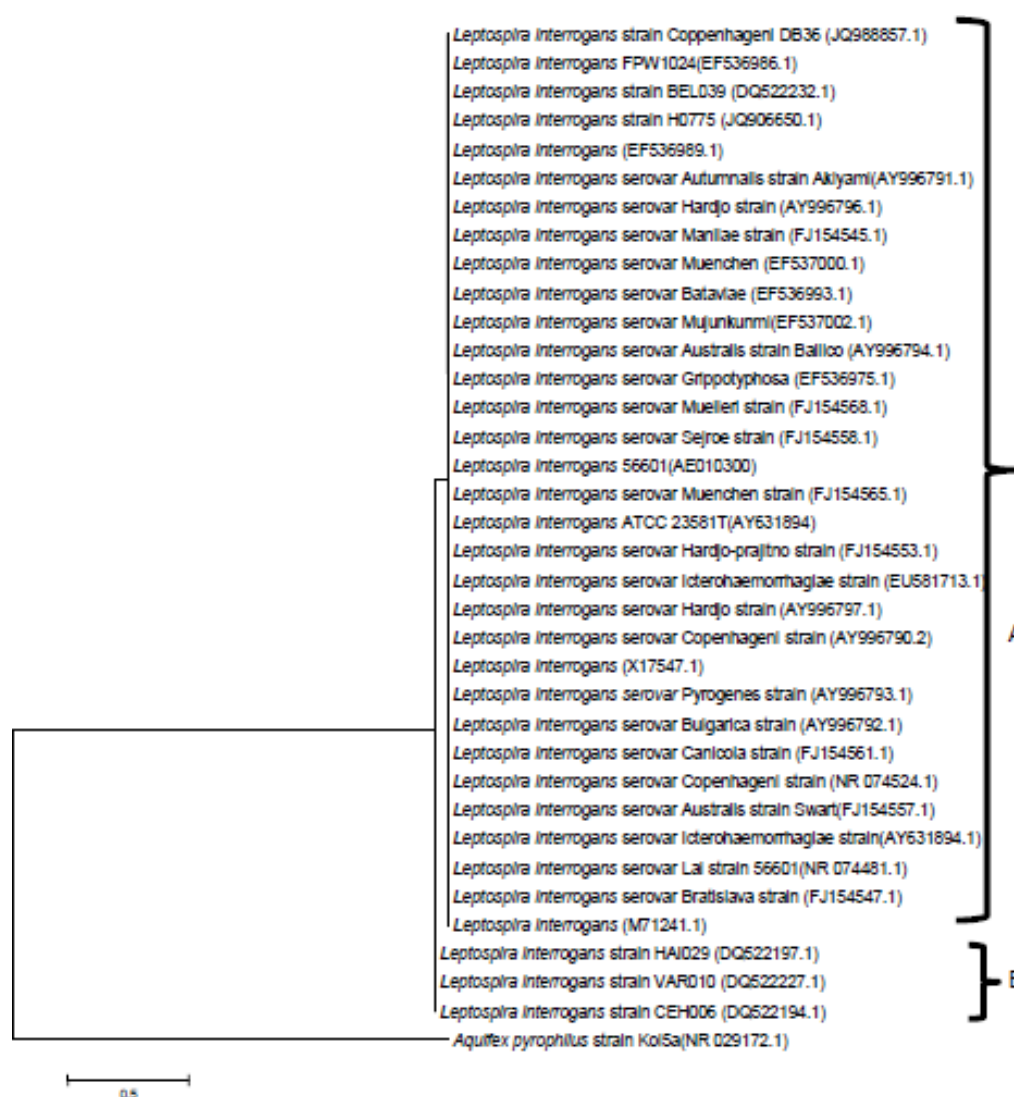 Leptospira Interrogans strain Coppenhageni DB36 (JQ988857.1)
Leptospira Interrogans FPW1024(EF536986.1)
Leptospira Interrogans strain BEL039 (DQ522232.1)
Leptospira Interrogans strain H0775 (JQ906650.1)
Leptospira Interrogans (EF536989.1)
Leptospira Interrogans serovar Autumnalis strain Akiyami(AY996791.1)
Leptospira Interrogans serovar Hardjo strain (AY996796.1)
Leptospira Interrogans serovar Manilae strain (FJ154545.1)
Leptospira Interrogans serovar Muenchen (EF537000.1)
Leptospira Interrogans serovar Bataviae (EF536993.1)
Leptospira Interrogans serovar Mujunkunmi(EF537002.1)
Leptospira Interrogans serovar Australis strain Ballico (AY996794.1)
Leptospira Interrogans serovar Grippotyphosa (EF536975.1)
Leptospira Interrogans serovar Muelleri strain (FJ154568.1)
Leptospira Interrogans serovar Sejroe strain (FJ154558.1)
Leptospira Interrogans 56601(AE010300)
Leptospira Interrogans serovar Muenchen strain (FJ154565.1)
Leptospira Interrogans ATCC 23581T(AY631894)
Leptospira Interrogans serovar Hardjo-prajitno strain (FJ154553.1)
Leptospira Interrogans serovar Icterohaemorrhagiae strain (EU581713.1)
Leptospira Interrogans serovar Hardjo strain (AY996797.1)
Leptospira Interrogans serovar Copenhageni strain (AY996790.2)
A
Leptospira Interrogans (X17547.1)
Leptospira Interrogans serovar Pyrogenes strain (AY996793.1)
Leptospira Interrogans serovar Bulgarica strain (AY996792.1)
Leptospira Interrogans serovar Canicola strain (FJ154561.1)
Leptospira Interrogans serovar Copenhageni strain (NR 074524.1)
Leptospira Interrogans serovar Australis strain Swart(FJ154557.1)
Leptospira Interrogans serovar Icterohaemorrhagiae strain(AY631894.1)
Leptospira Interrogans serovar Lai strain 56601(NR 074481.1)
Leptospira Interrogans serovar Bratislava strain (FJ154547.1)
Leptospira Interrogans (M71241.1)
Leptospira Interrogans strain HAI029 (DQ522197.1)
Leptospira Interrogans strain VAR010 (DQ522227.1)
B
Leptospira Interrogans strain CEH006 (DQ522194.1)
Aquifex pyrophilus strain Kol5a(NR 029172.1)
0.5